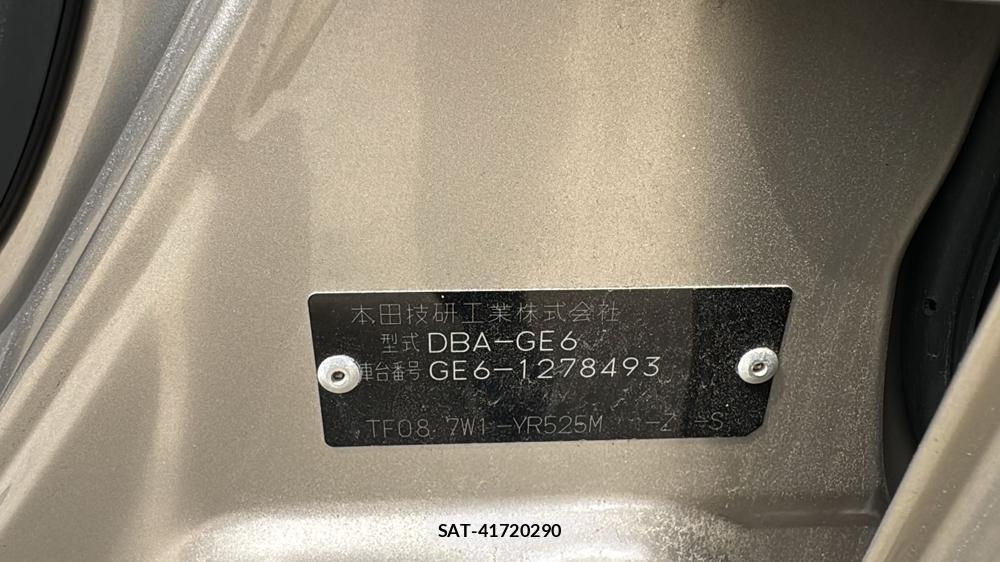 本田技研工業株式会社
型式 DBA-GE6
車台番号 GE6-1278493
TF08 7W1-YR525M -Z -S
SAT-41720290